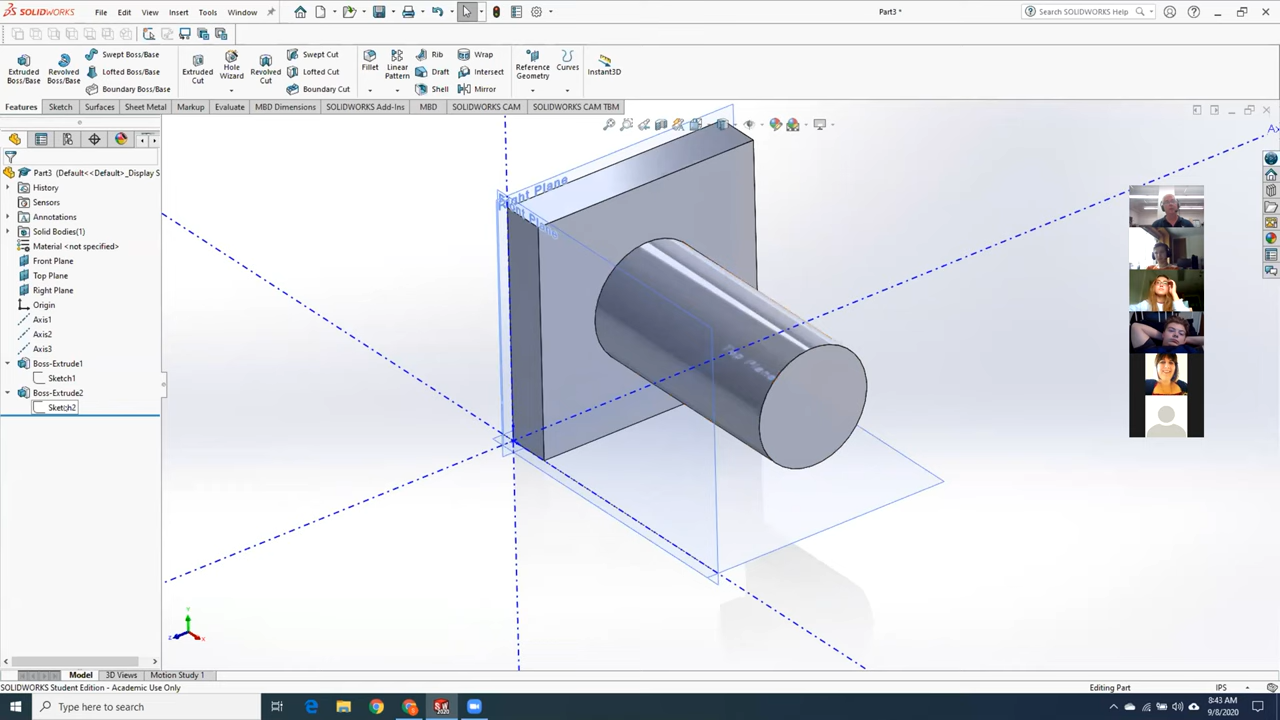 SOLIDWORKS File Edit View Insert Tools Window Part3 * Search SOLIDWORKS Help
Extruded Boss/Base
Revolved Boss/Base
Swept Boss/Base
Lofted Boss/Base
Boundary Boss/Base
Extruded Cut
Hole Wizard
Revolved Cut
Swept Cut
Lofted Cut
Boundary Cut
Fillet
Linear Pattern
Rib
Draft
Shell
Wrap
Intersect
Mirror
Reference Geometry
Curves
Instant3D
Features Sketch Surfaces Sheet Metal Markup Evaluate MBD Dimensions SOLIDWORKS Add-Ins MBD SOLIDWORKS CAM SOLIDWORKS CAM TBM
Part3 (Default<<Default>_Display S
History
Sensors
Annotations
Solid Bodies(1)
Material <not specified>
Front Plane
Top Plane
Right Plane
Origin
Axis1
Axis2
Axis3
Boss-Extrude1
Sketch1
Boss-Extrude2
Sketch2
Right Plane
Front Plane
Top Plane
Ax
Y
Z
X
Model 3D Views Motion Study 1
SOLIDWORKS Student Edition - Academic Use Only Editing Part IPS
Type here to search
8:43 AM
9/8/2020